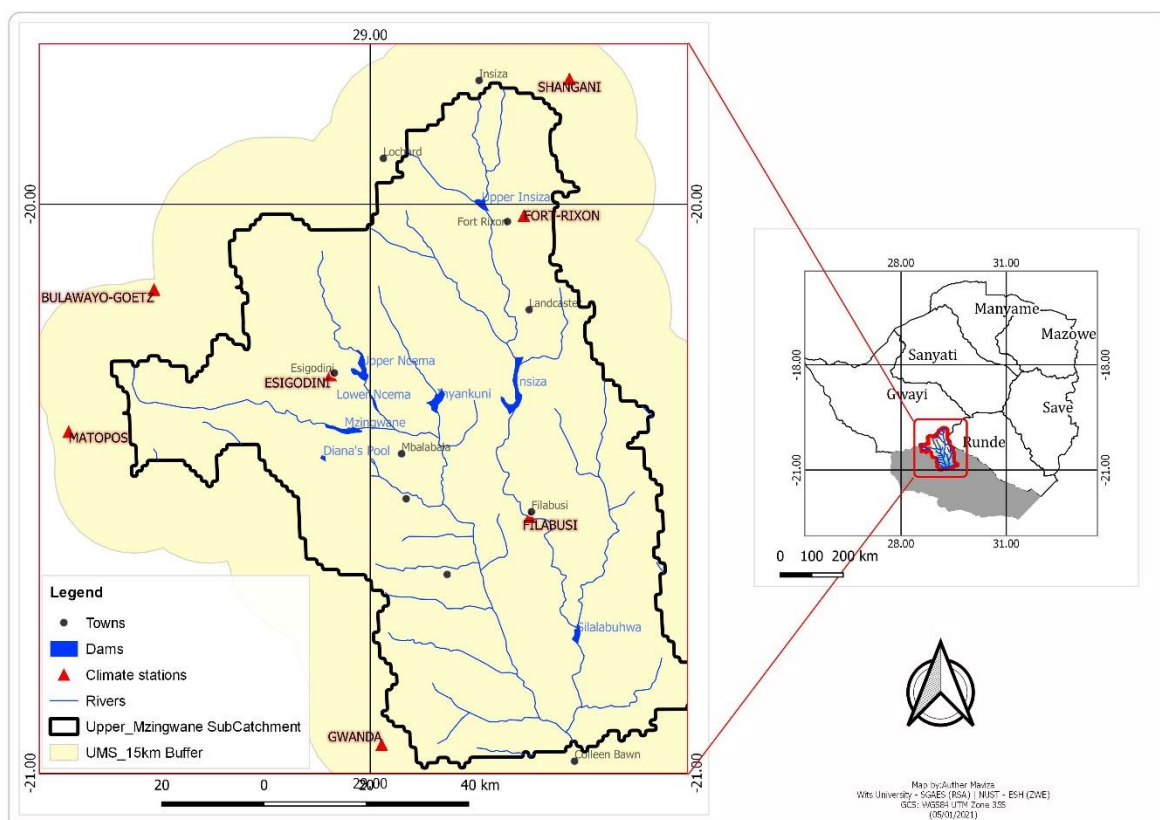 29.00
Insiza
SHANGANI
Lochard
-20.00
-20.00
Upper Insiza
Fort Rixon
FORT-RIXON
BULAWAYO-GOETZ
Landcaster
Upper Ncema
Esigodini
ESIGODINI
Lower Ncema
Inyankuni
Insiza
Mzingwane
MATOPOS
Diana's Pool
Mbalabala
Filabusi
FILABUSI
Silalabuhwa
GWANDA
Colleen Bawn
-21.00
29.00
-21.00
Legend
Towns
Dams
Climate stations
Rivers
Upper_Mzingwane SubCatchment
UMS_15km Buffer
20 0 20 40 km
28.00 31.00
Manyame
Mazowe
Sanyati
-18.00
-18.00
Gwayi
Save
Runde
-21.00
-21.00
28.00 31.00
0 100 200 km
Map by:Auther Maviza
Wits University - SGAES (RSA) | NUST - ESH (ZWE)
GCS: WGS84 UTM Zone 35S
(05/01/2021)